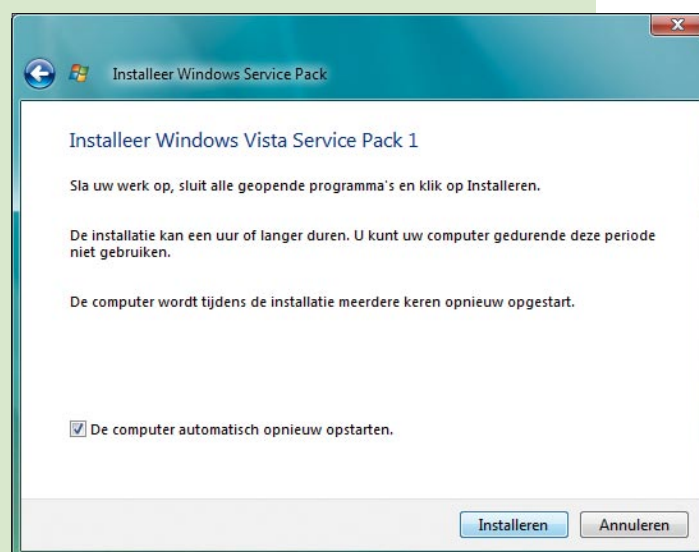 Installeer Windows Service Pack
Installeer Windows Vista Service Pack 1
Sla uw werk op, sluit alle geopende programma's en klik op Installeren.
De installatie kan een uur of langer duren. U kunt uw computer gedurende deze periode
niet gebruiken.
De computer wordt tijdens de installatie meerdere keren opnieuw opgestart.
De computer automatisch opnieuw opstarten.
Installeren
Annuleren